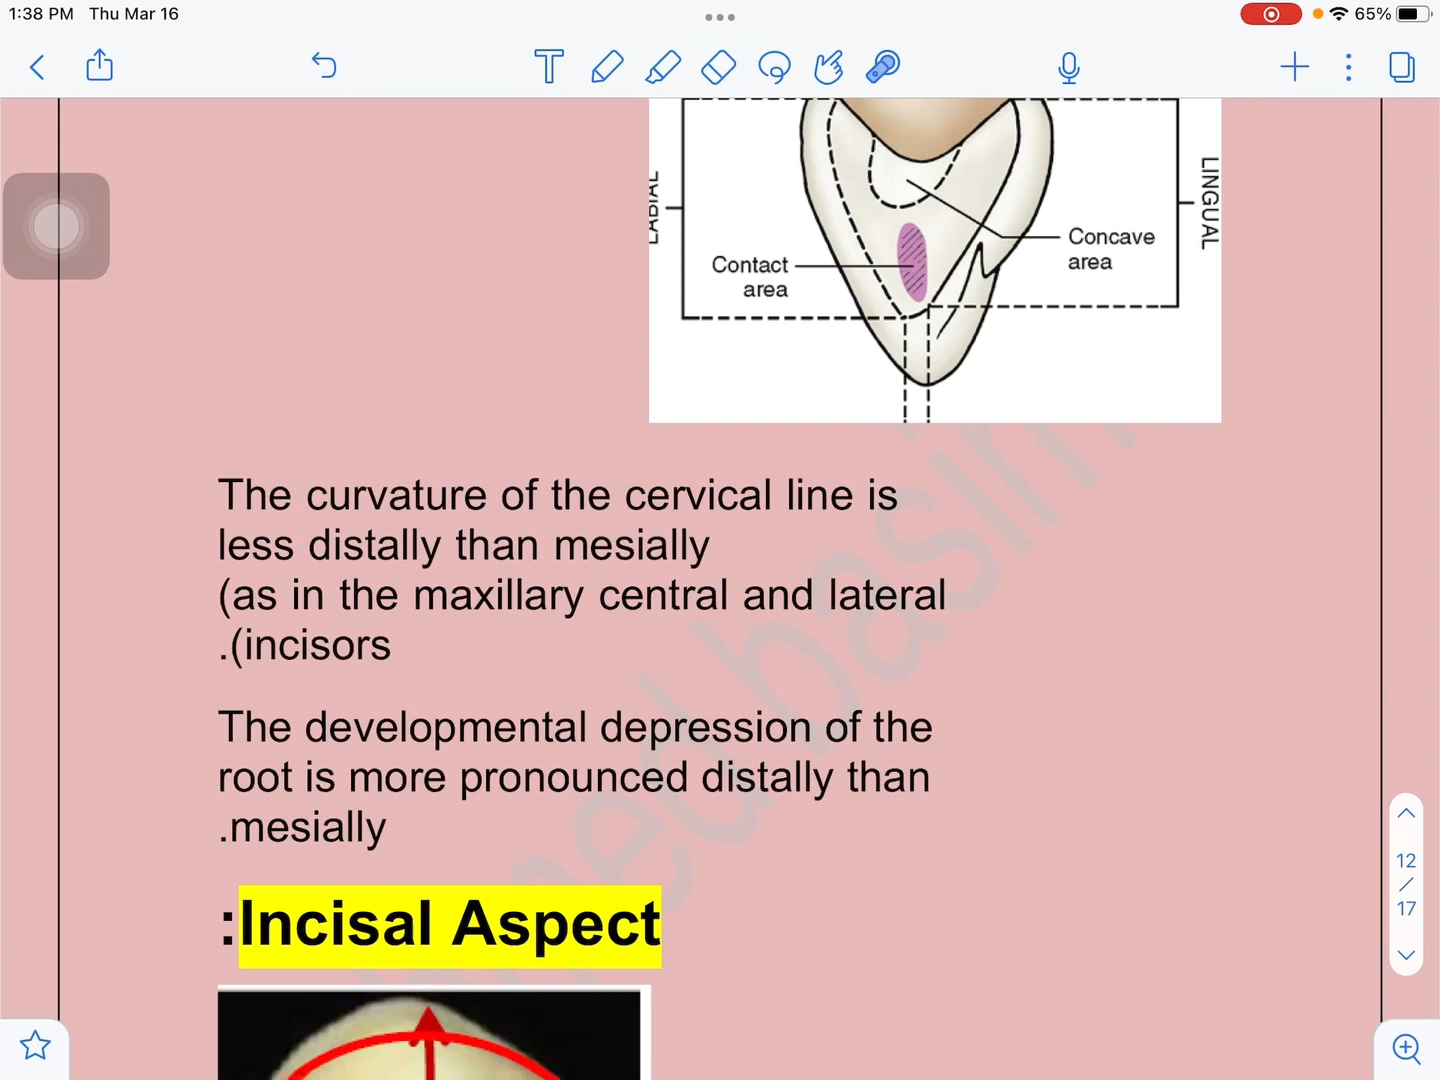 1:38 PM Thu Mar 16
65%
LABIAL
LINGUAL
Concave
area
Contact
area
The curvature of the cervical line is
less distally than mesially
(as in the maxillary central and lateral
.(incisors
The developmental depression of the
root is more pronounced distally than
.mesially
:Incisal Aspect
12
/
17